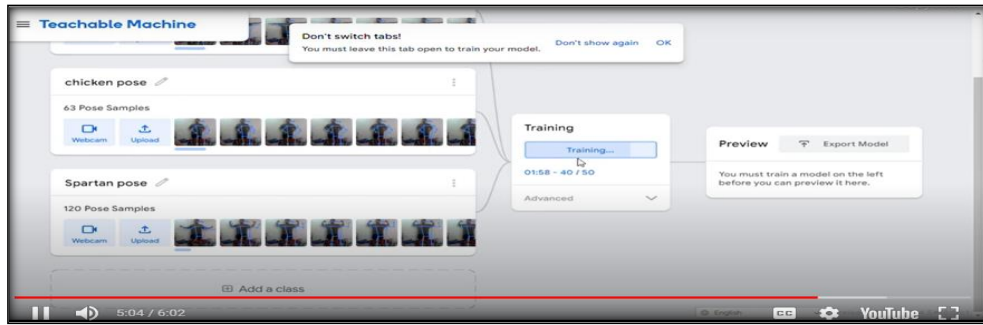 Teachable Machine
Don't switch tabs!
You must leave this tab open to train your model.
Don't show again OK
chicken pose
63 Pose Samples
Webcam Upload
Spartan pose
120 Pose Samples
Webcam Upload
Add a class
Training
Training...
01:58 - 40 / 50
Advanced
Preview Export Model
You must train a model on the left
before you can preview it here.
5:04 / 6:02
English CC YouTube